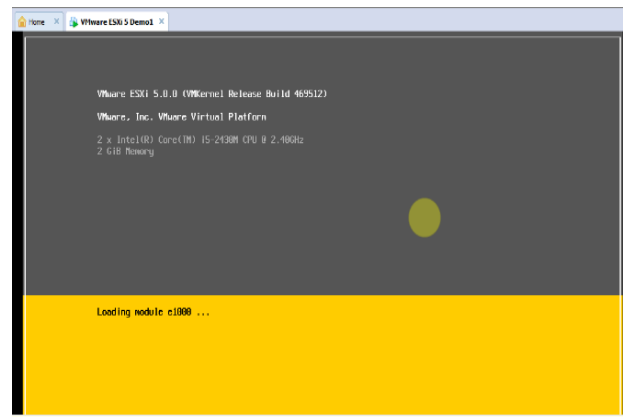 Home
VMware ESXi 5 Demo1
VMware ESXi 5.0.0 (VMKernel Release Build 469512)
VMware, Inc. VMware Virtual Platform
2 x Intel(R) Core(TM) i5-2430M CPU @ 2.40GHz
2 GiB Memory
Loading module e1000 ...